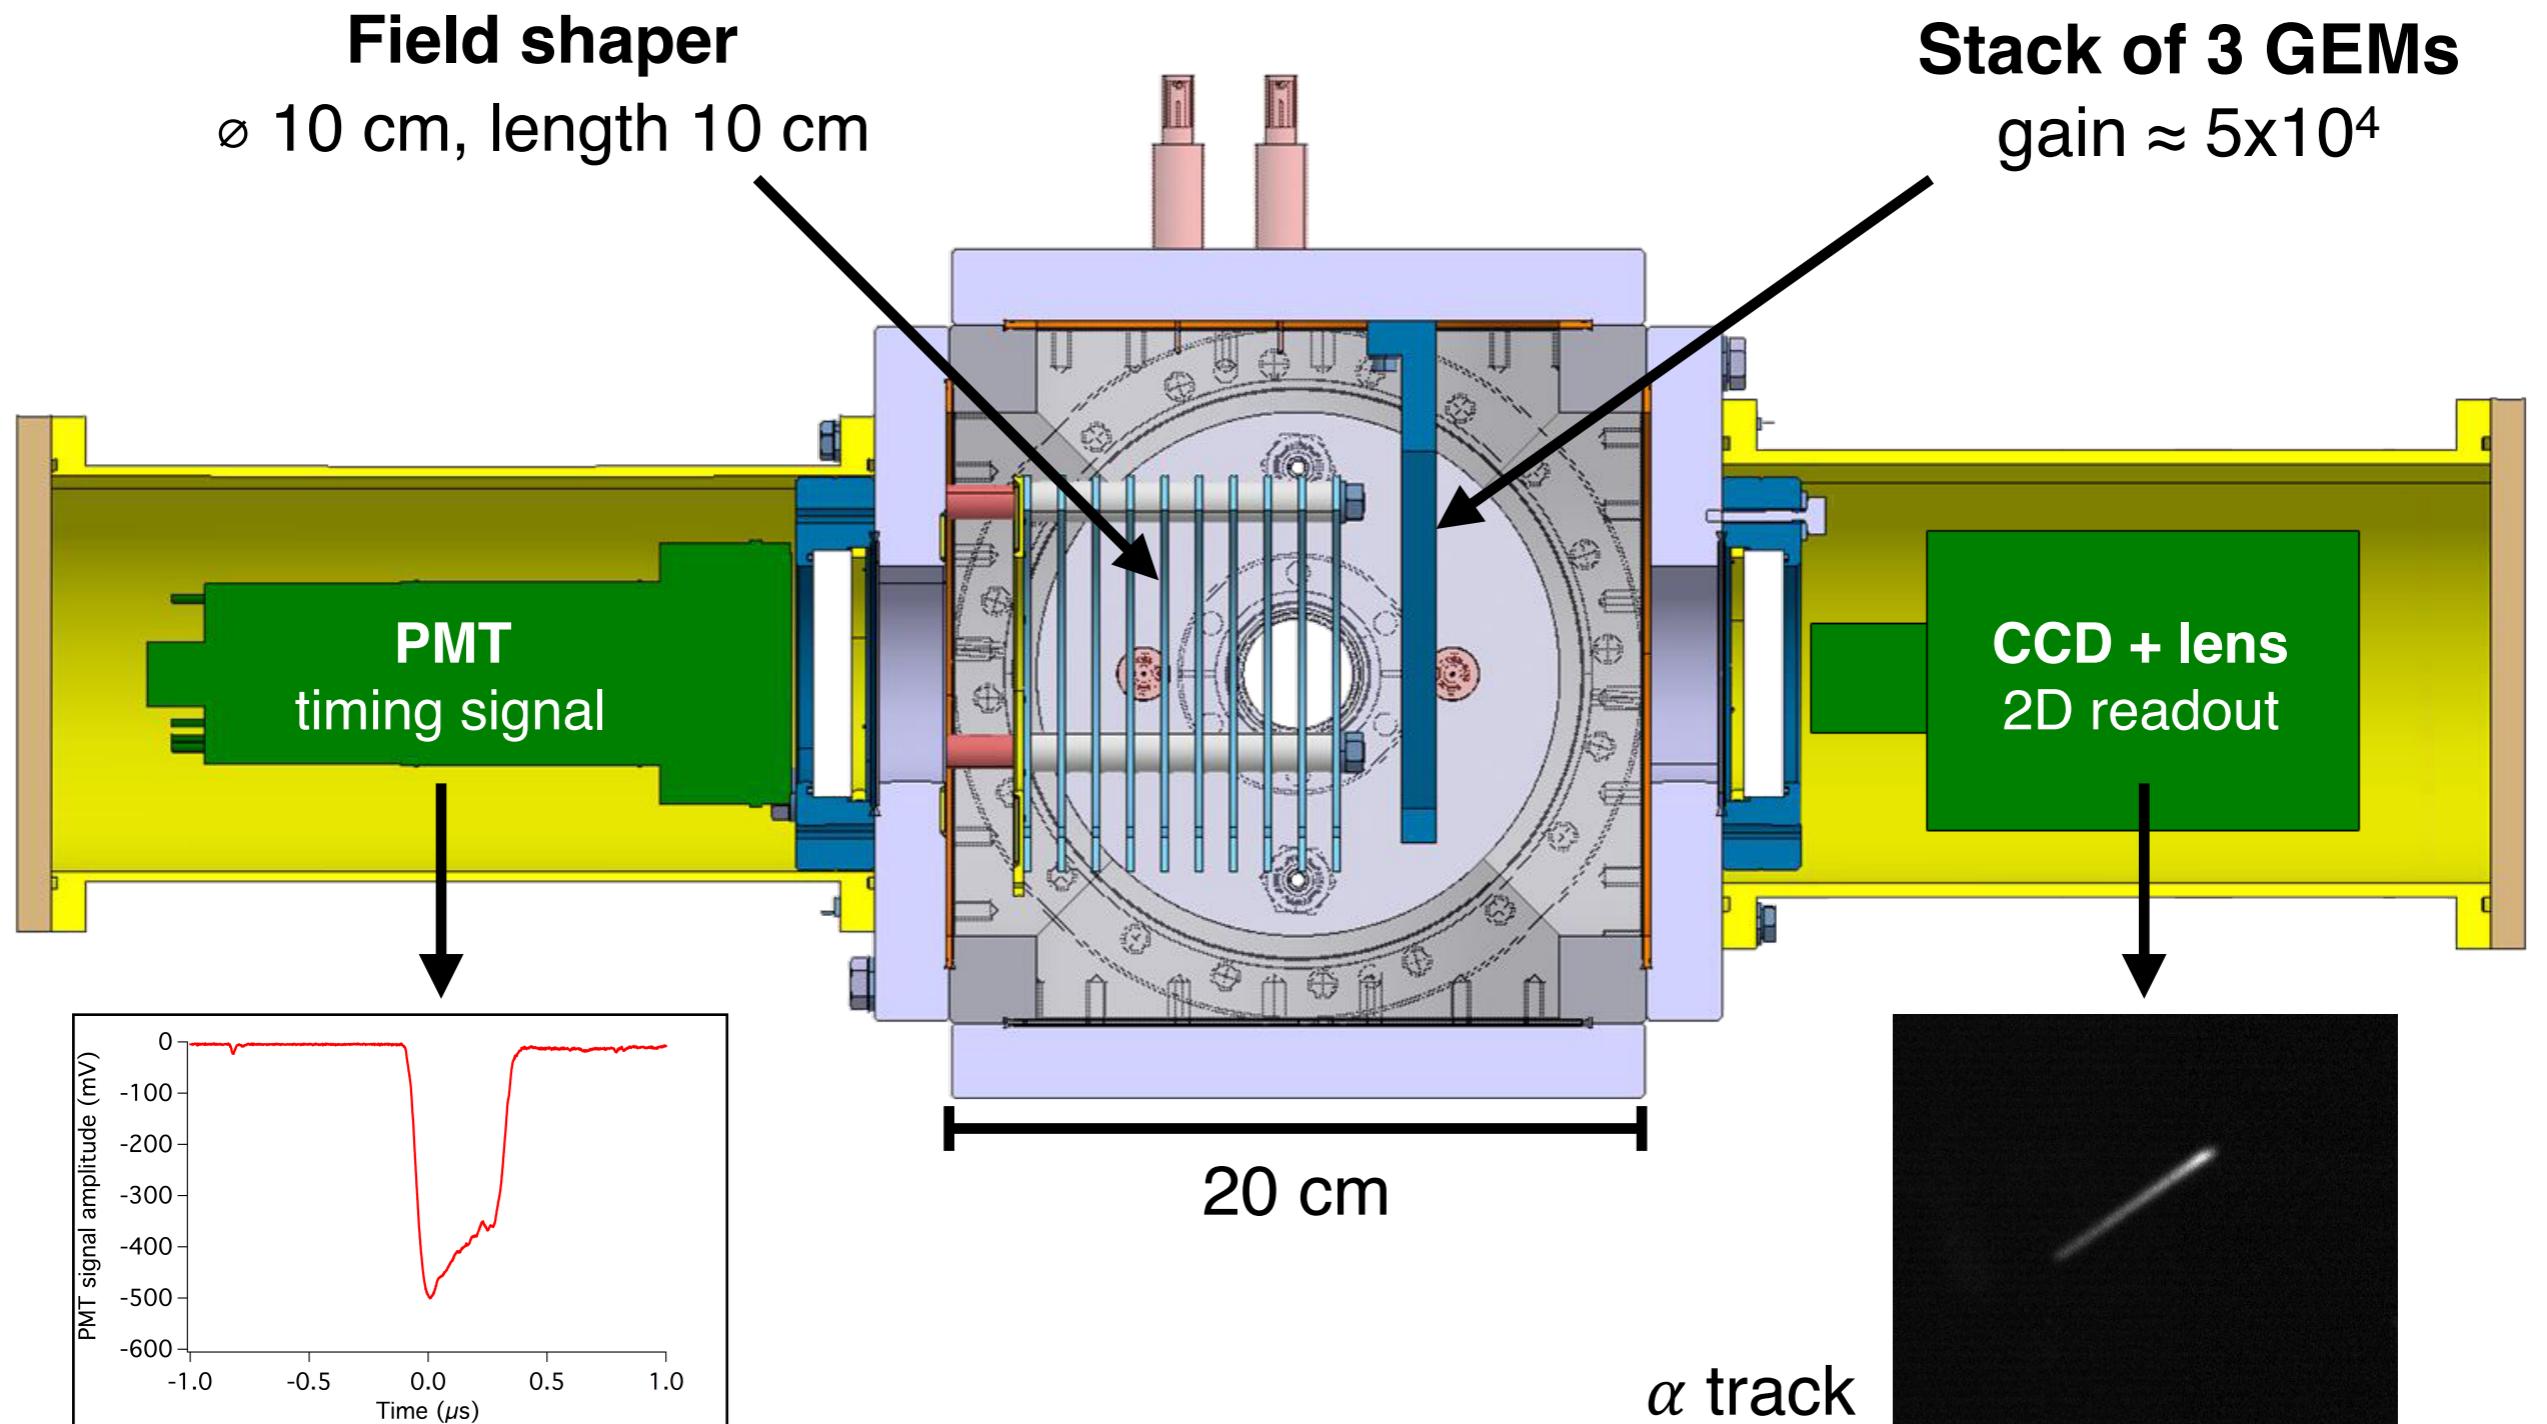 Field shaper
⌀ 10 cm, length 10 cm
Stack of 3 GEMs
gain ≈ 5x10⁴
PMT
timing signal
CCD + lens
2D readout
20 cm
PMT signal amplitude (mV)
0
-100
-200
-300
-400
-500
-600
-1.0
-0.5
0.0
0.5
1.0
Time (μs)
α track